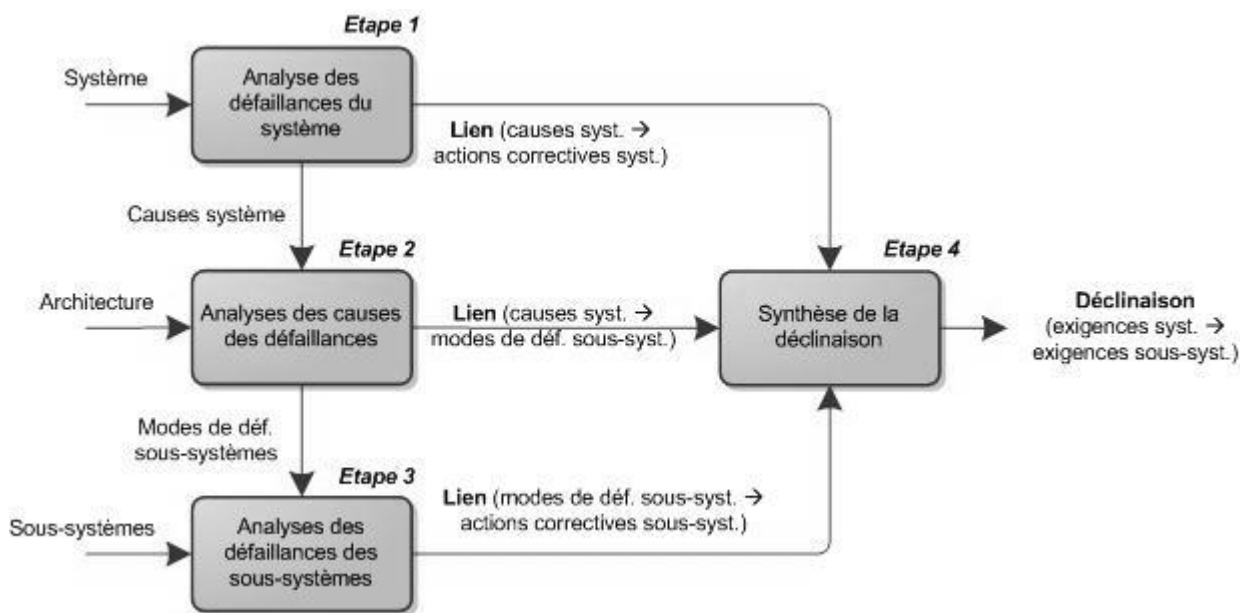 Etape 1
Système
Analyse des
défaillances du
système
Lien (causes syst. →
actions correctives syst.)
Causes système
Etape 2
Etape 4
Architecture
Analyses des causes
des défaillances
Lien (causes syst. →
modes de déf. sous-syst.)
Synthèse de la
déclinaison
Déclinaison
(exigences syst. →
exigences sous-syst.)
Modes de déf.
sous-systèmes
Etape 3
Sous-systèmes
Analyses des
défaillances des
sous-systèmes
Lien (modes de déf. sous-syst. →
actions correctives sous-syst.)